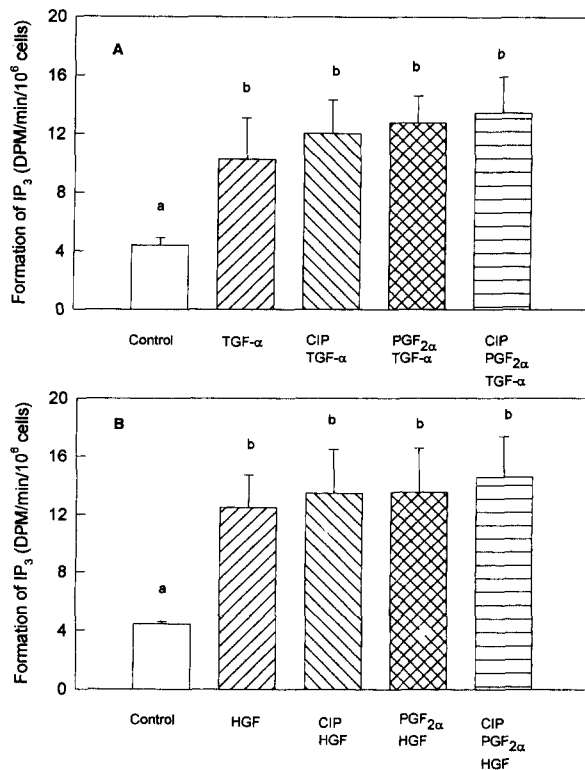 20
A
b
b
b
b
16
12
8
a
4
0
Formation of IP3 (DPM/min/10^6 cells)
Control
TGF-α
CIP
TGF-α
PGF2α
TGF-α
CIP
PGF2α
TGF-α
20
B
b
b
b
b
16
12
8
a
4
0
Formation of IP3 (DPM/min/10^6 cells)
Control
HGF
CIP
HGF
PGF2α
HGF
CIP
PGF2α
HGF